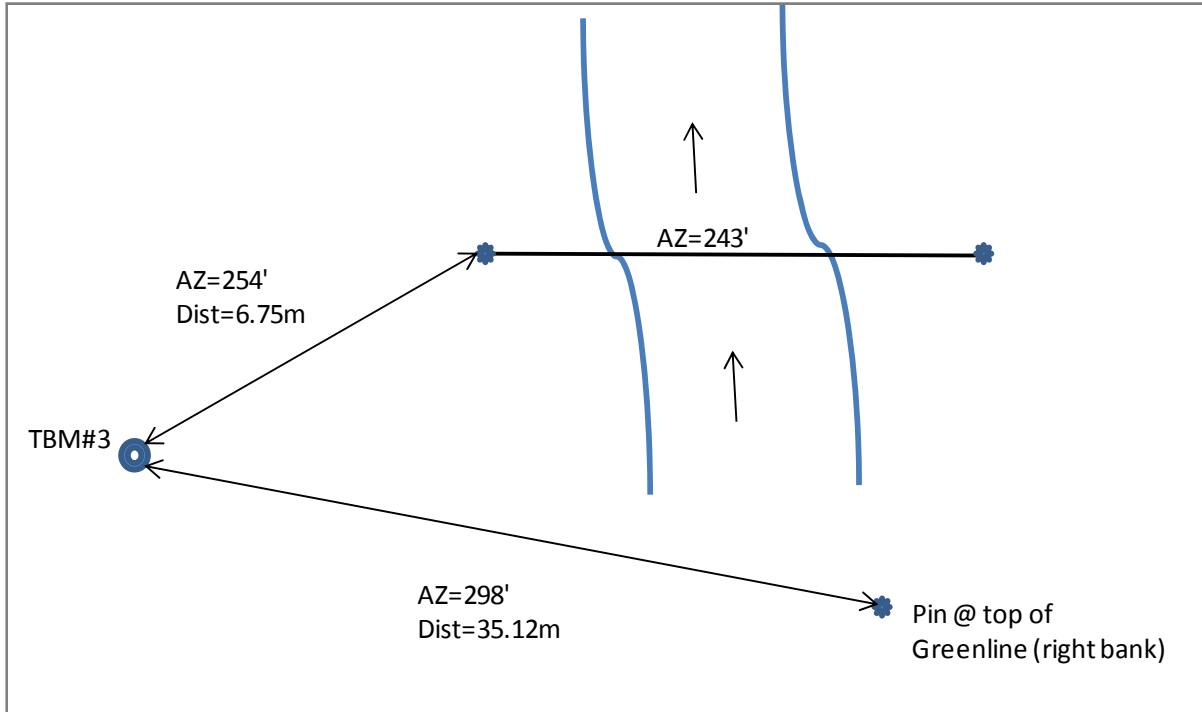 AZ=243'
AZ=254'
Dist=6.75m
TBM#3
AZ=298'
Dist=35.12m
Pin @ top of
Greenline (right bank)